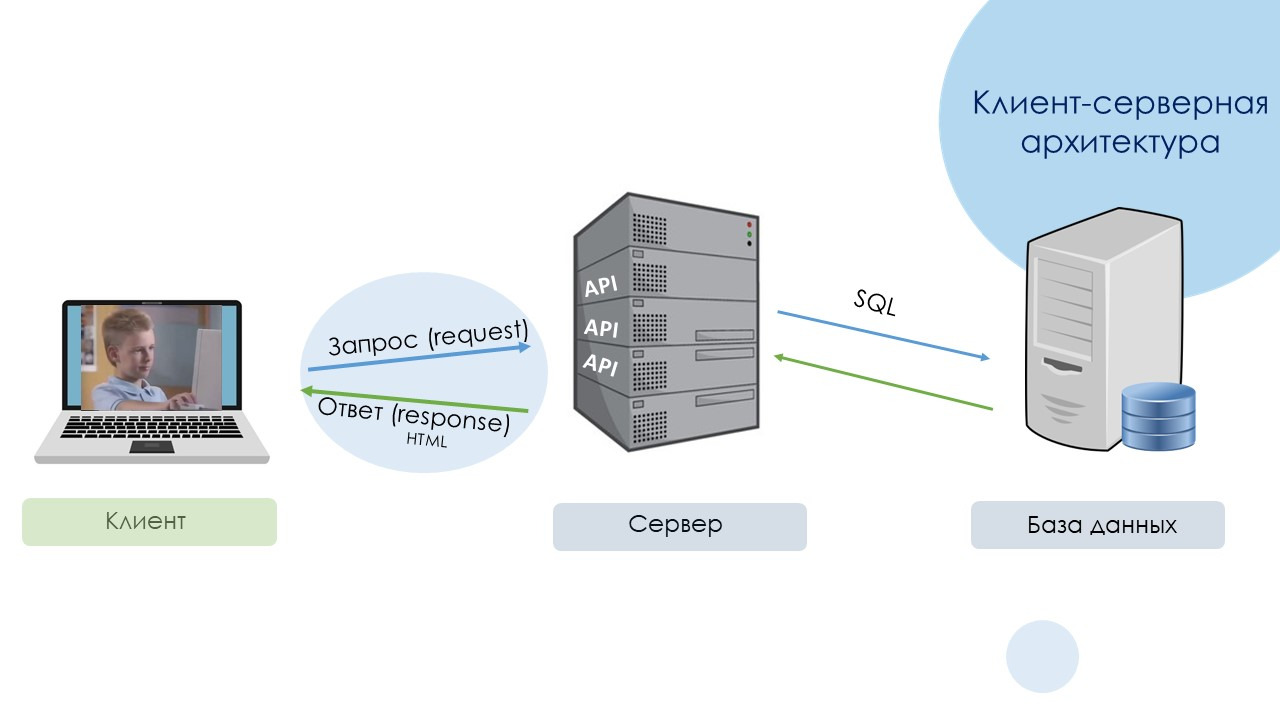 Клиент-серверная
архитектура
Запрос (request)
Ответ (response)
HTML
API
API
API
SQL
Клиент
Сервер
База данных